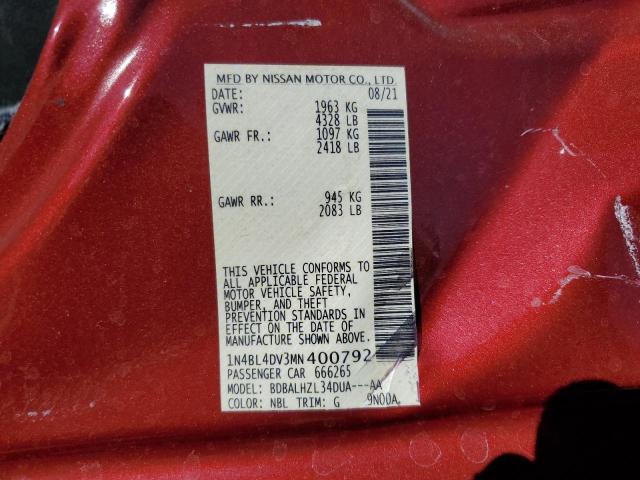 MFD BY NISSAN MOTOR CO., LTD.
DATE: 08/21
GVWR: 1963 KG
4328 LB
GAWR FR.: 1097 KG
2418 LB
GAWR RR.: 945 KG
2083 LB
THIS VEHICLE CONFORMS TO
ALL APPLICABLE FEDERAL
MOTOR VEHICLE SAFETY,
BUMPER, AND THEFT
PREVENTION STANDARDS IN
EFFECT ON THE DATE OF
MANUFACTURE SHOWN ABOVE.
1N4BL4DV3MN400792
PASSENGER CAR 666265
MODEL: BDBALHZL34DUA---AA
COLOR: NBL TRIM: G 9N00A